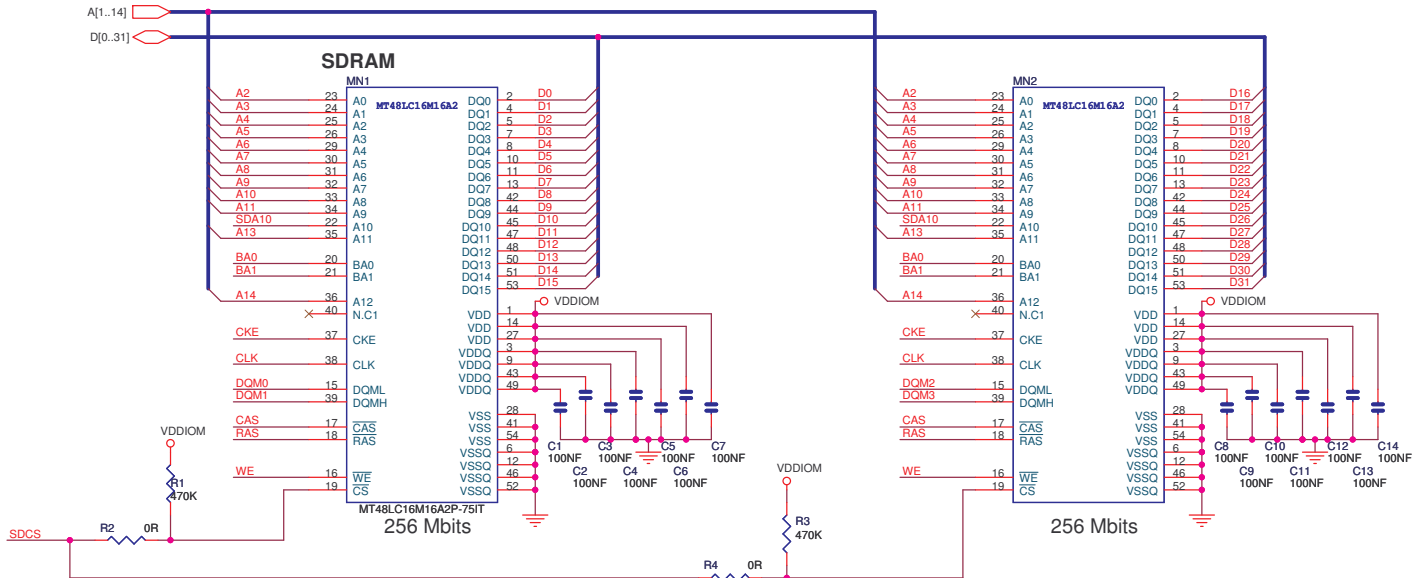 A[1..14]
D[0..31]
SDRAM
MN1
MT48LC16M16A2
A2 23 A0 DQ0 2 D0
A3 24 A1 DQ1 4 D1
A4 25 A2 DQ2 5 D2
A5 26 A3 DQ3 7 D3
A6 29 A4 DQ4 8 D4
A7 30 A5 DQ5 10 D5
A8 31 A6 DQ6 11 D6
A9 32 A7 DQ7 13 D7
A10 33 A8 DQ8 42 D8
A11 34 A9 DQ9 44 D9
SDA10 22 A10 DQ10 45 D10
A13 35 A11 DQ11 47 D11
DQ12 48 D12
BA0 20 BA0 DQ13 50 D13
BA1 21 BA1 DQ14 51 D14
DQ15 53 D15
A14 36 A12 VDDIOM
40 N.C1 VDD 1
VDD 14
CKE 37 CKE VDD 27
VDDQ 3
CLK 38 CLK VDDQ 9
VDDQ 43
DQM0 15 DQML VDDQ 49
DQM1 39 DQMH
VSS 28
CAS 17 CAS VSS 41
RAS 18 RAS VSS 54
VSSQ 6
VSSQ 12
WE 16 WE VSSQ 46
19 CS VSSQ 52
C1 C3 C5 C7
100NF 100NF 100NF 100NF
C2 C4 C6
100NF 100NF 100NF
MT48LC16M16A2P-75IT
256 Mbits
VDDIOM
R1
470K
SDCS
R2 0R
VDDIOM
R3
470K
R4 0R
MN2
MT48LC16M16A2
A2 23 A0 DQ0 2 D16
A3 24 A1 DQ1 4 D17
A4 25 A2 DQ2 5 D18
A5 26 A3 DQ3 7 D19
A6 29 A4 DQ4 8 D20
A7 30 A5 DQ5 10 D21
A8 31 A6 DQ6 11 D22
A9 32 A7 DQ7 13 D23
A10 33 A8 DQ8 42 D24
A11 34 A9 DQ9 44 D25
SDA10 22 A10 DQ10 45 D26
A13 35 A11 DQ11 47 D27
DQ12 48 D28
BA0 20 BA0 DQ13 50 D29
BA1 21 BA1 DQ14 51 D30
DQ15 53 D31
A14 36 A12 VDDIOM
40 N.C1 VDD 1
VDD 14
CKE 37 CKE VDD 27
VDDQ 3
CLK 38 CLK VDDQ 9
VDDQ 43
DQM2 15 DQML VDDQ 49
DQM3 39 DQMH
VSS 28
CAS 17 CAS VSS 41
RAS 18 RAS VSS 54
VSSQ 6
VSSQ 12
WE 16 WE VSSQ 46
19 CS VSSQ 52
C8 C10 C12 C14
100NF 100NF 100NF 100NF
C9 C11 C13
100NF 100NF 100NF
256 Mbits